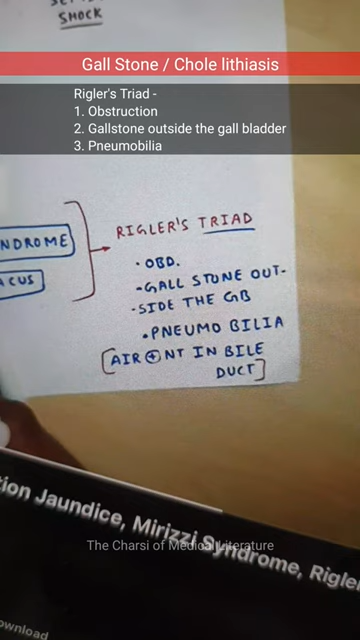 SHOCK
Gall Stone / Chole lithiasis
Rigler's Triad -
1. Obstruction
2. Gallstone outside the gall bladder
3. Pneumobilia
NDROME
ACUS
RIGLER'S TRIAD
• OBD.
• GALL STONE OUT-
• SIDE THE GB
• PNEUMO BILIA
[AIR ⊕NT IN BILE
DUCT]
tion Jaundice, Mirizzi Syndrome, Rigler
The Charsi of Medical Literature
ownload